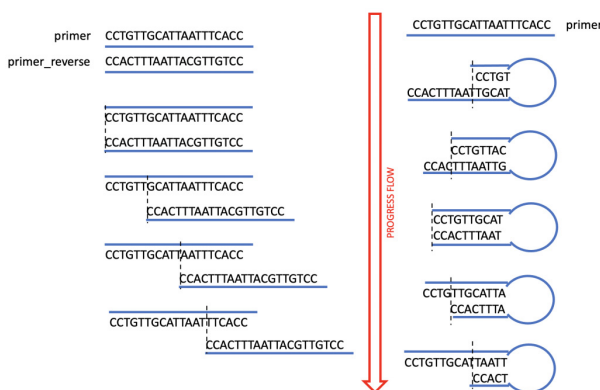 primer CCTGTTGCATTAATTTCACC
primer_reverse CCACTTTAATTACGTTGTCC
CCTGTTGCATTAATTTCACC
CCACTTTAATTACGTTGTCC
CCTGTTGCATTAATTTCACC
CCACTTTAATTACGTTGTCC
CCTGTTGCATTAATTTCACC
CCACTTTAATTACGTTGTCC
CCTGTTGCATTAATTTCACC
CCACTTTAATTACGTTGTCC
PROGRESS FLOW
CCTGTTGCATTAATTTCACC primer
CCTGT
CCACTTTAATTGCAT
CCTGTTAC
CCACTTTAATTG
CCTGTTGCAT
CCACTTTAAT
CCTGTTGCATTA
CCACTTTA
CCTGTTGCATTAATT
CCACT